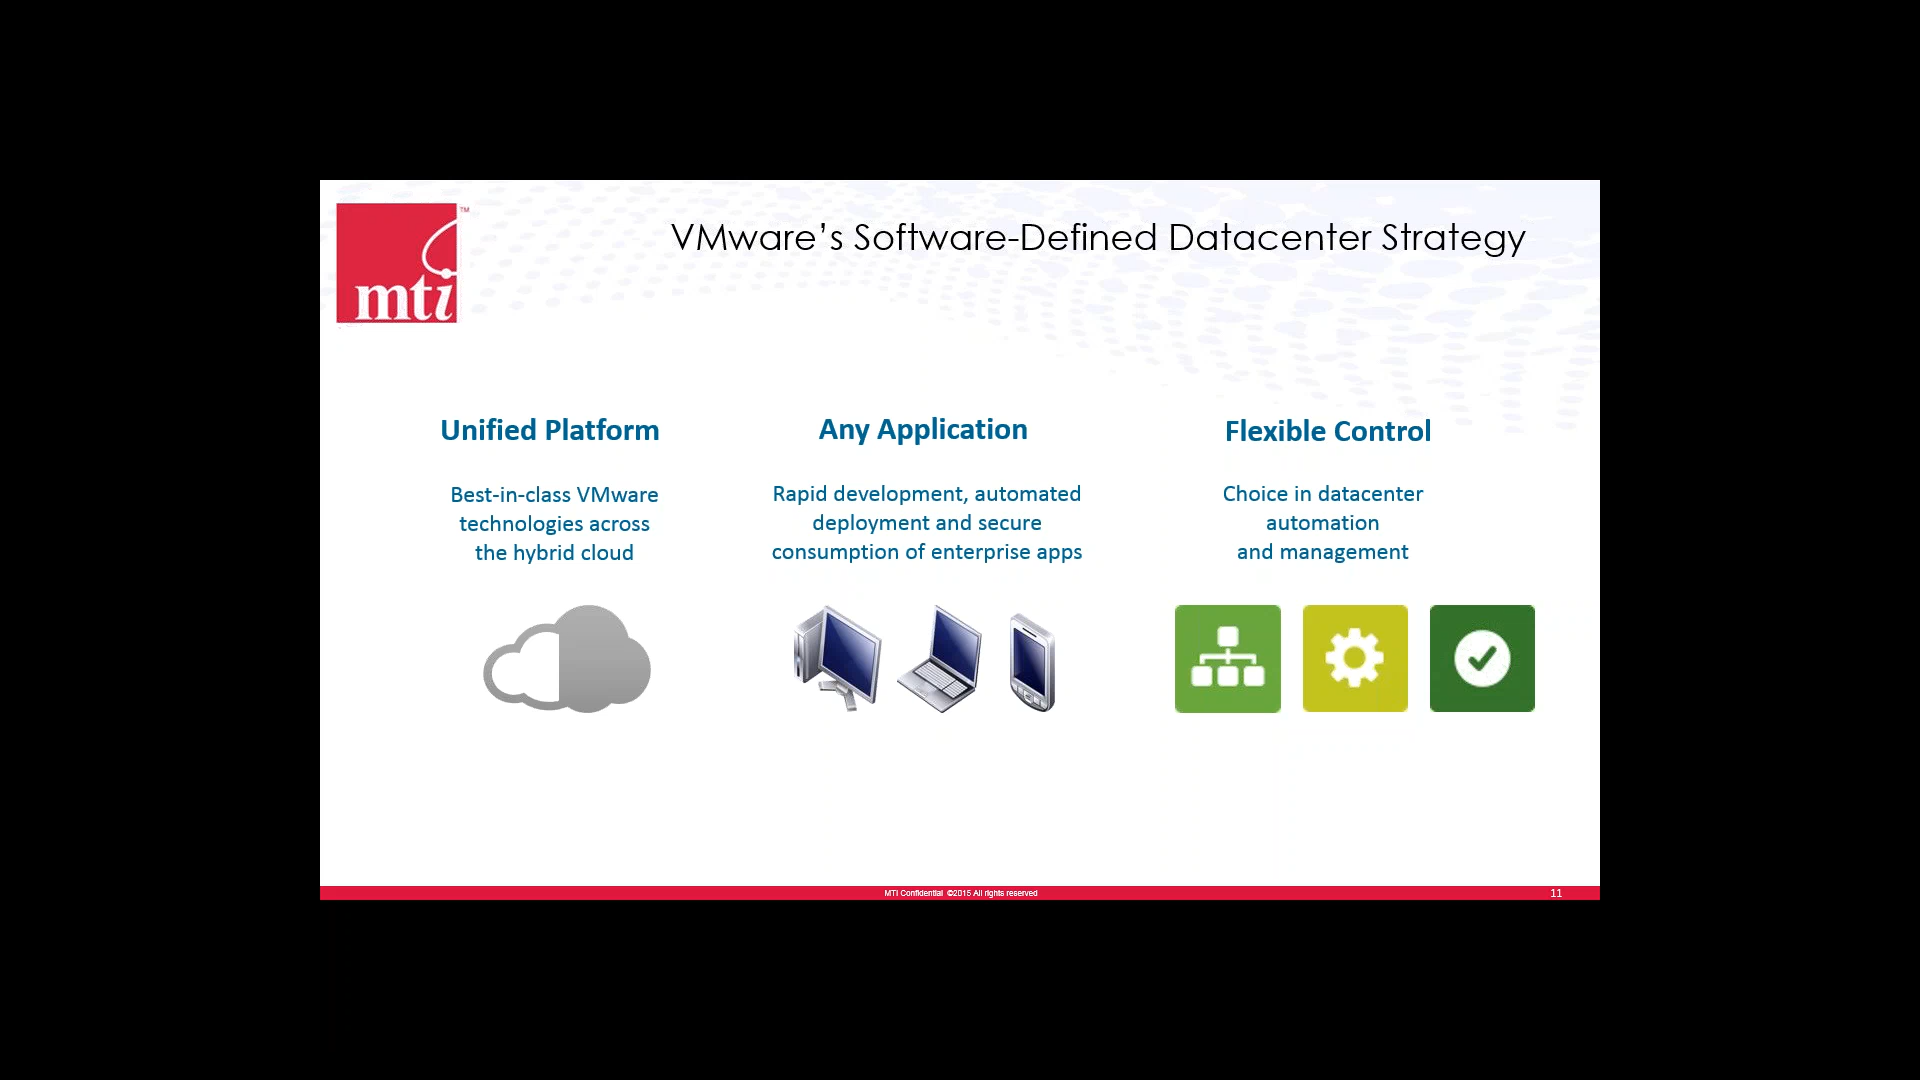 mti
TM
VMware’s Software-Defined Datacenter Strategy
Unified Platform
Best-in-class VMware
technologies across
the hybrid cloud
Any Application
Rapid development, automated
deployment and secure
consumption of enterprise apps
Flexible Control
Choice in datacenter
automation
and management
MTI Confidential ©2015 All rights reserved
11